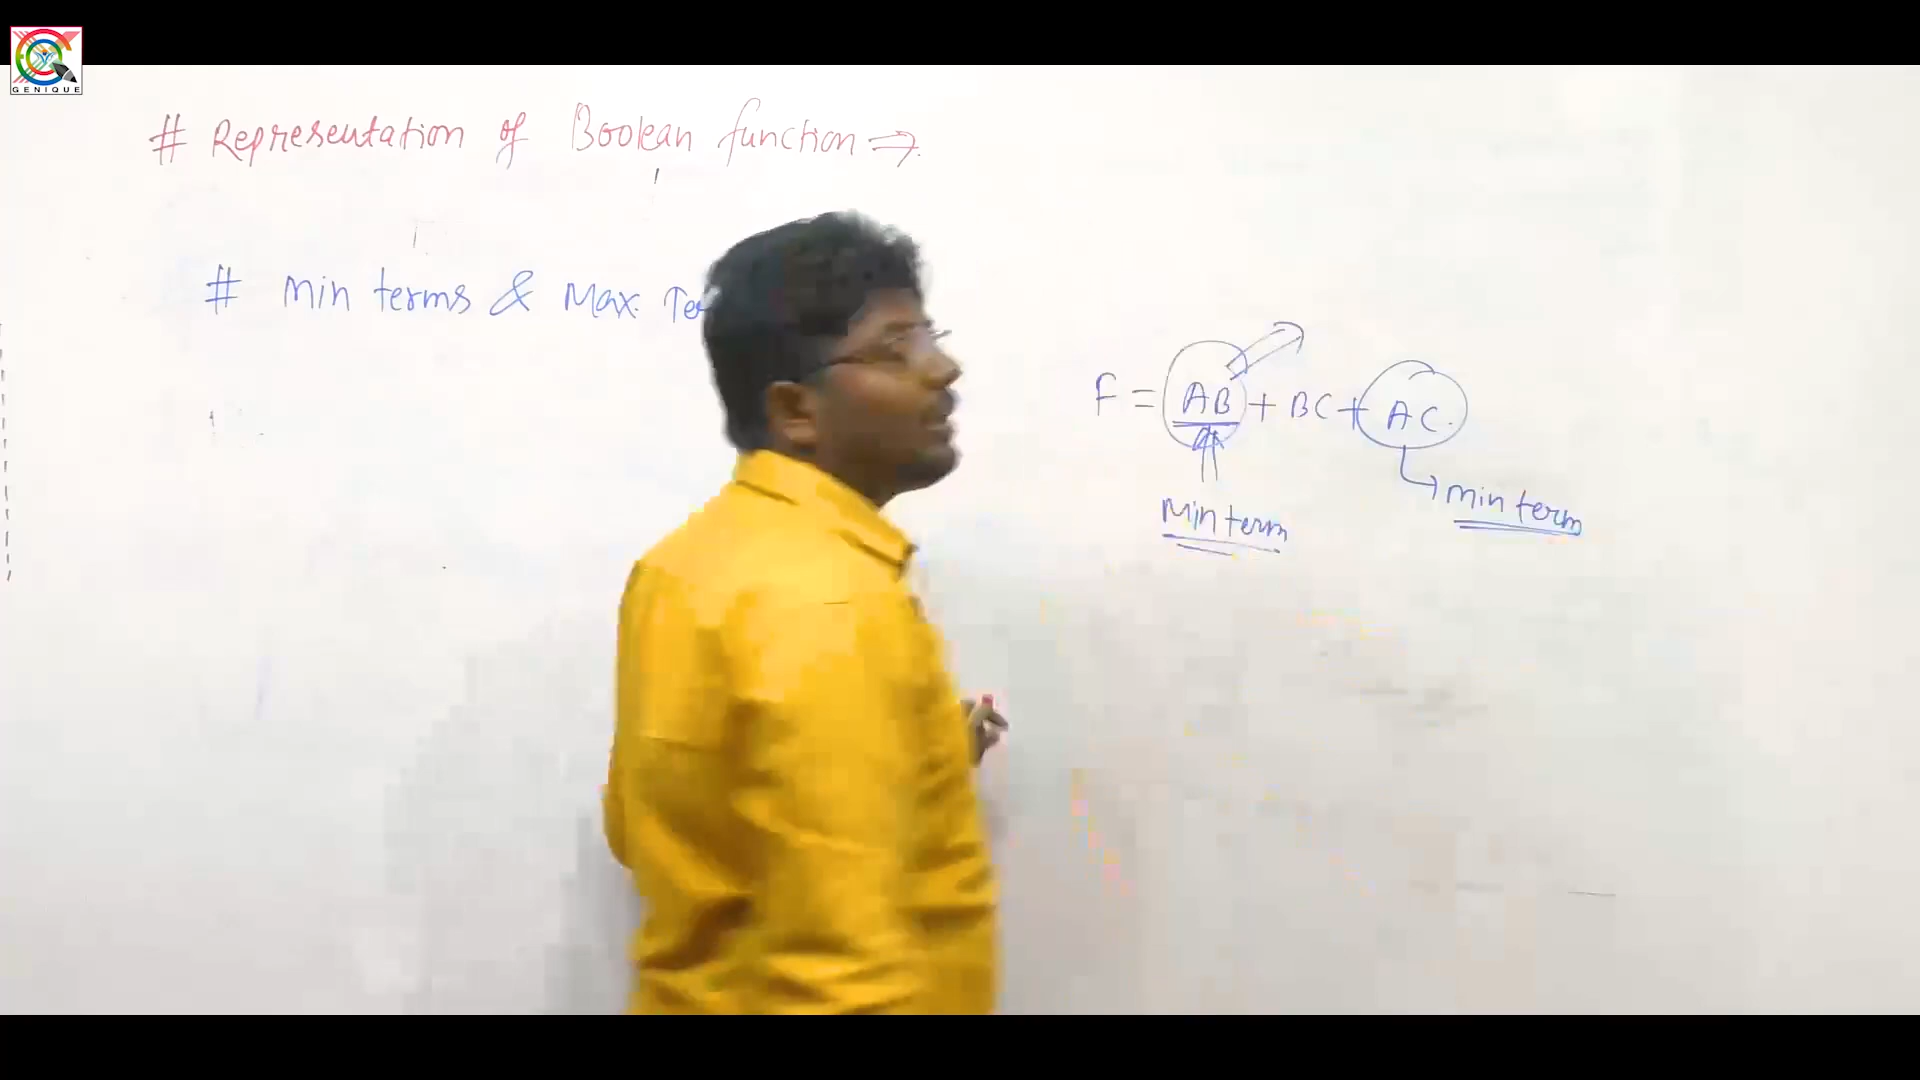 GENIQUE
# Representation of Boolean function ⇒
# Min terms & Max. Te
F = AB + BC + AC.
Min term
min term